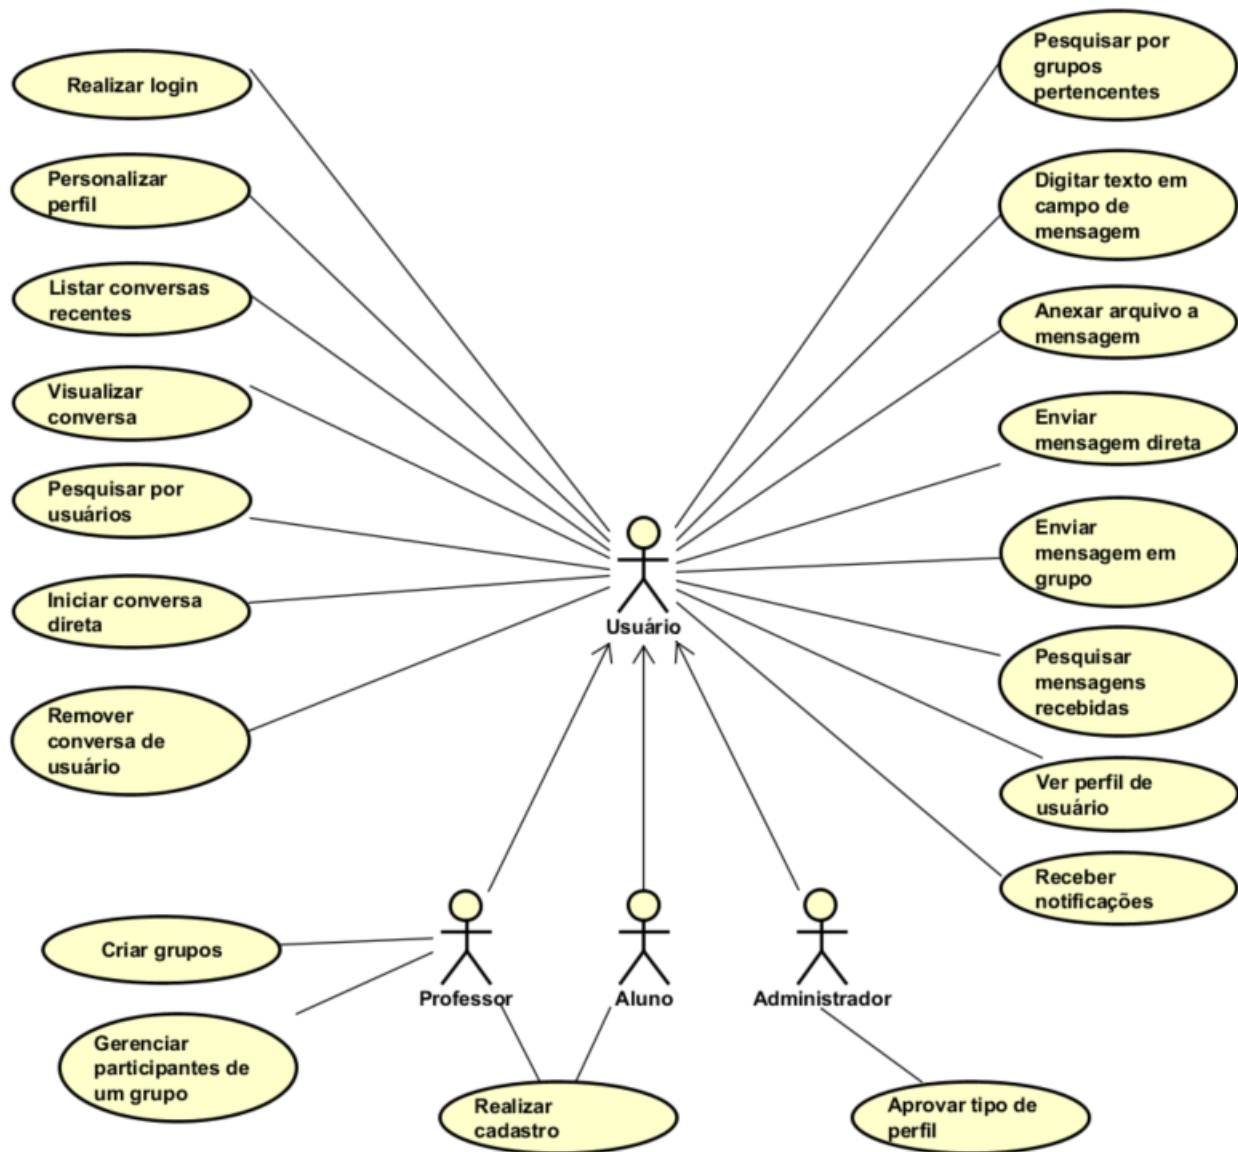 Realizar login
Personalizar
perfil
Listar conversas
recentes
Visualizar
conversa
Pesquisar por
usuários
Iniciar conversa
direta
Remover
conversa de
usuário
Pesquisar por
grupos
pertencentes
Digitar texto em
campo de
mensagem
Anexar arquivo a
mensagem
Enviar
mensagem direta
Enviar
mensagem em
grupo
Pesquisar
mensagens
recebidas
Ver perfil de
usuário
Receber
notificações
Usuário
Professor
Aluno
Administrador
Criar grupos
Gerenciar
participantes de
um grupo
Realizar
cadastro
Aprovar tipo de
perfil